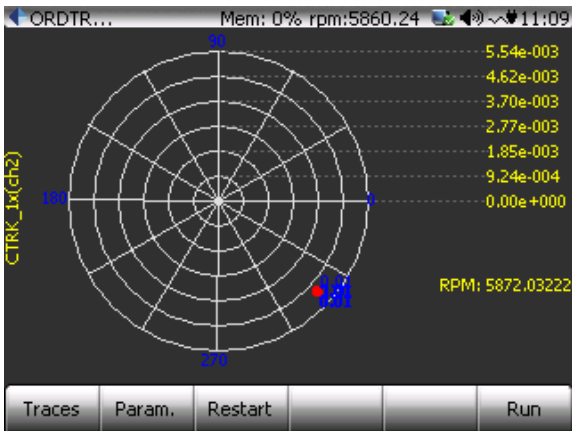 ORDTR... Mem: 0% rpm:5860.24 11:09
90
5.54e-003
4.62e-003
3.70e-003
2.77e-003
1.85e-003
9.24e-004
0.00e+000
CTRK_1x(ch2)
180
0
RPM: 5872.03222
270
Traces Param. Restart Run